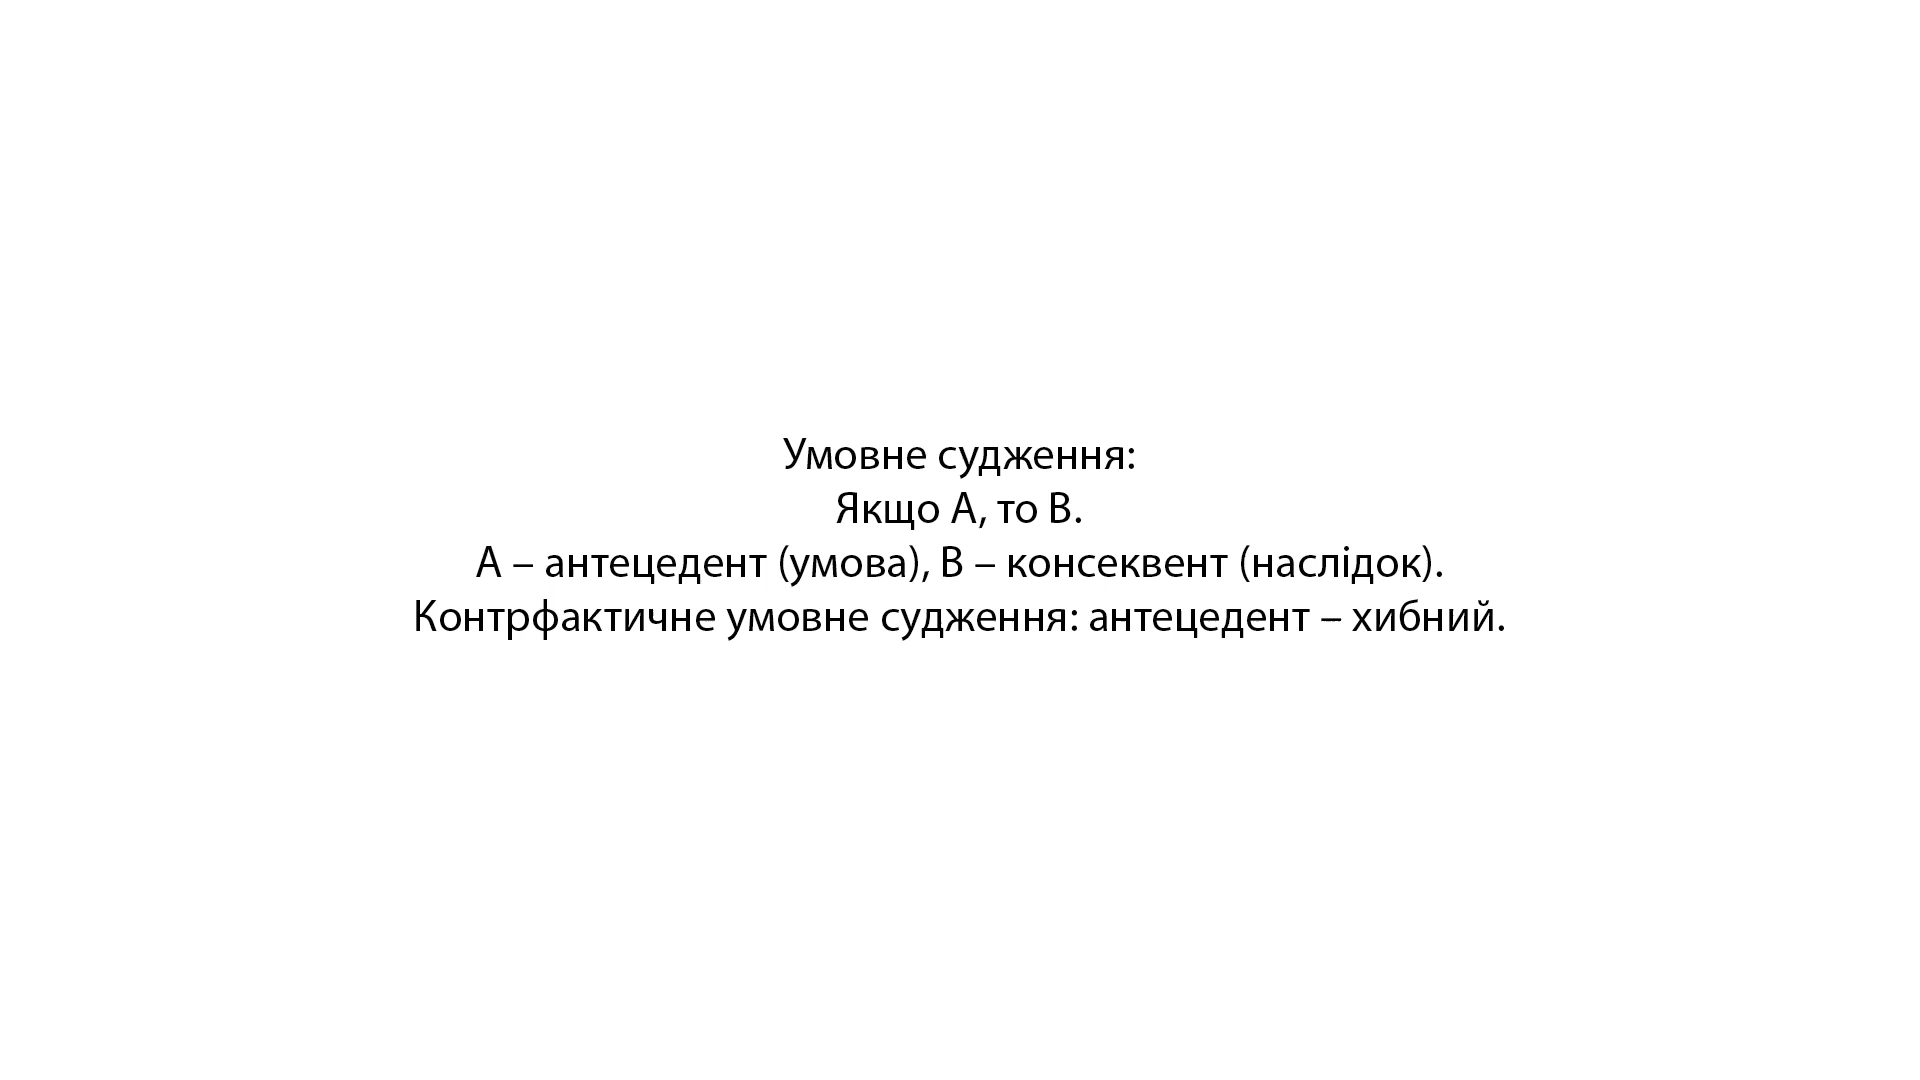 Умовне судження:
Якщо А, то В.
А – антецедент (умова), В – консеквент (наслідок).
Контрфактичне умовне судження: антецедент – хибний.